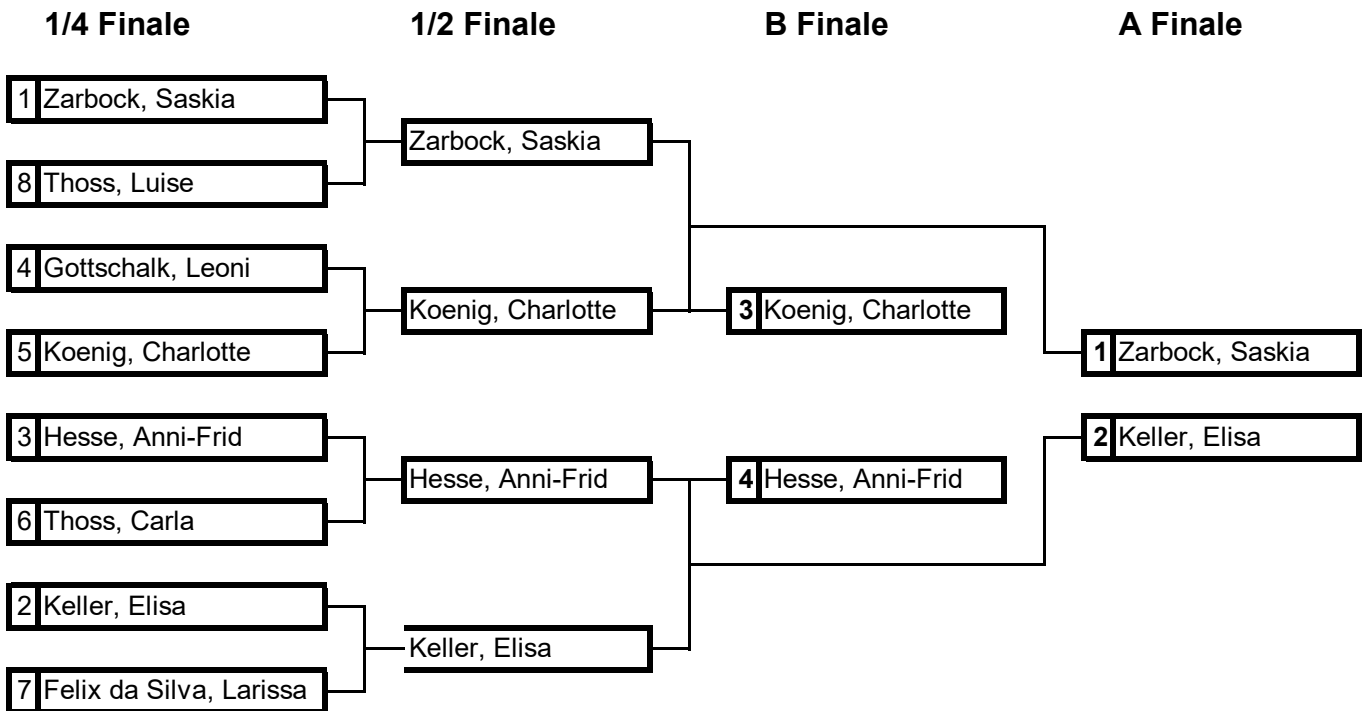 1/4 Finale 1/2 Finale B Finale A Finale
1 Zarbock, Saskia
Zarbock, Saskia
8 Thoss, Luise
4 Gottschalk, Leoni
Koenig, Charlotte 3 Koenig, Charlotte
5 Koenig, Charlotte 1 Zarbock, Saskia
3 Hesse, Anni-Frid 2 Keller, Elisa
Hesse, Anni-Frid 4 Hesse, Anni-Frid
6 Thoss, Carla
2 Keller, Elisa
Keller, Elisa
7 Felix da Silva, Larissa